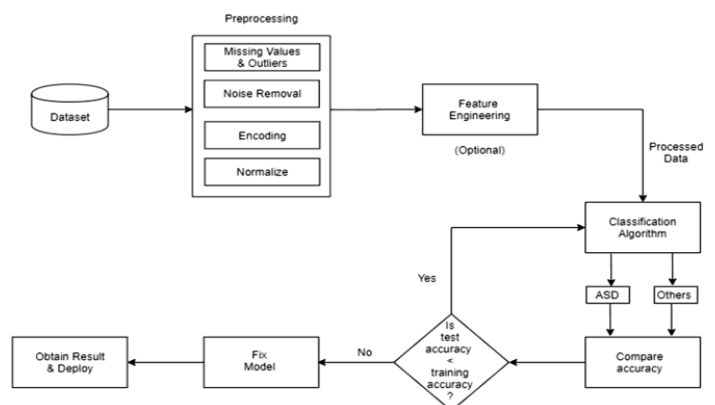 Preprocessing
Missing Values
& Outliers
Noise Removal
Encoding
Normalize
Dataset
Feature
Engineering
(Optional)
Processed
Data
Classification
Algorithm
ASD
Others
Compare
accuracy
Is
test
accuracy
<
training
accuracy
?
Yes
No
Fix
Model
Obtain Result
& Deploy